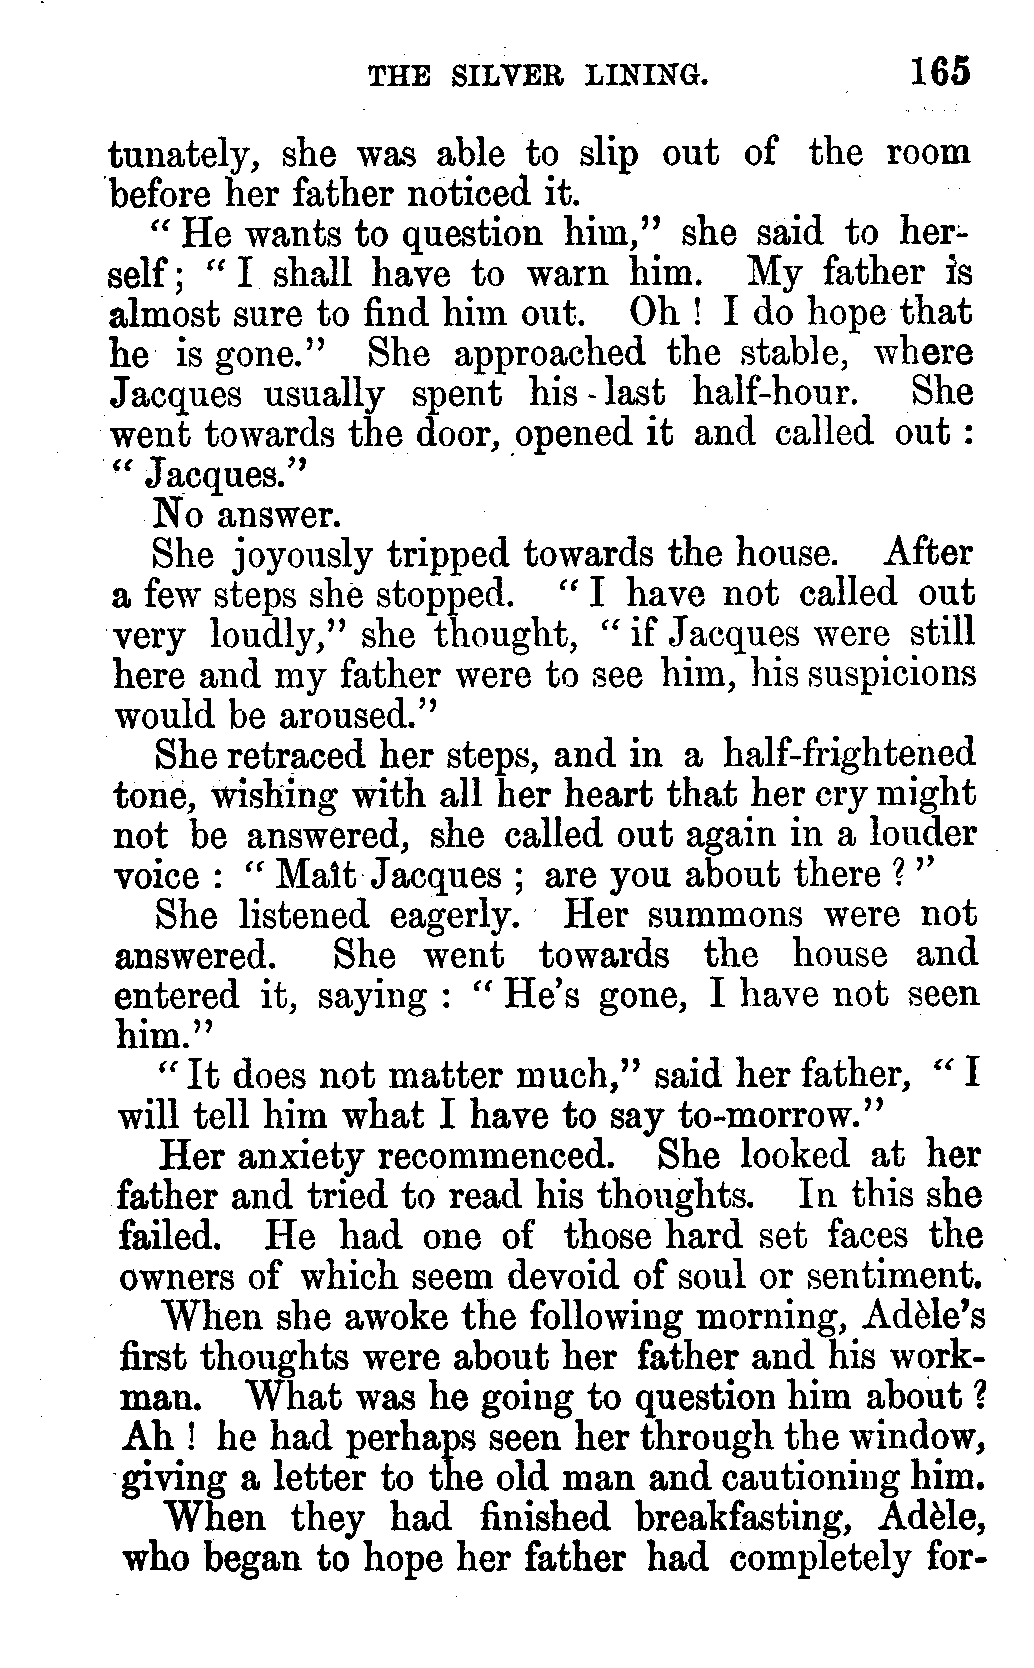 THE SILVER LINING. 165
tunately, she was able to slip out of the room
before her father noticed it.
“ He wants to question him,” she said to her-
self; “ I shall have to warn him. My father is
almost sure to find him out. Oh ! I do hope that
he is gone.” She approached the stable, where
Jacques usually spent his last half-hour. She
went towards the door, opened it and called out :
“ Jacques.”
No answer.
She joyously tripped towards the house. After
a few steps she stopped. “ I have not called out
very loudly,” she thought, “ if Jacques were still
here and my father were to see him, his suspicions
would be aroused.”
She retraced her steps, and in a half-frightened
tone, wishing with all her heart that her cry might
not be answered, she called out again in a louder
voice : “ Maît Jacques ; are you about there ? ”
She listened eagerly. Her summons were not
answered. She went towards the house and
entered it, saying : “ He’s gone, I have not seen
him.”
“ It does not matter much,” said her father, “ I
will tell him what I have to say to-morrow.”
Her anxiety recommenced. She looked at her
father and tried to read his thoughts. In this she
failed. He had one of those hard set faces the
owners of which seem devoid of soul or sentiment.
When she awoke the following morning, Adèle’s
first thoughts were about her father and his work-
man. What was he going to question him about ?
Ah ! he had perhaps seen her through the window,
giving a letter to the old man and cautioning him.
When they had finished breakfasting, Adèle,
who began to hope her father had completely for-